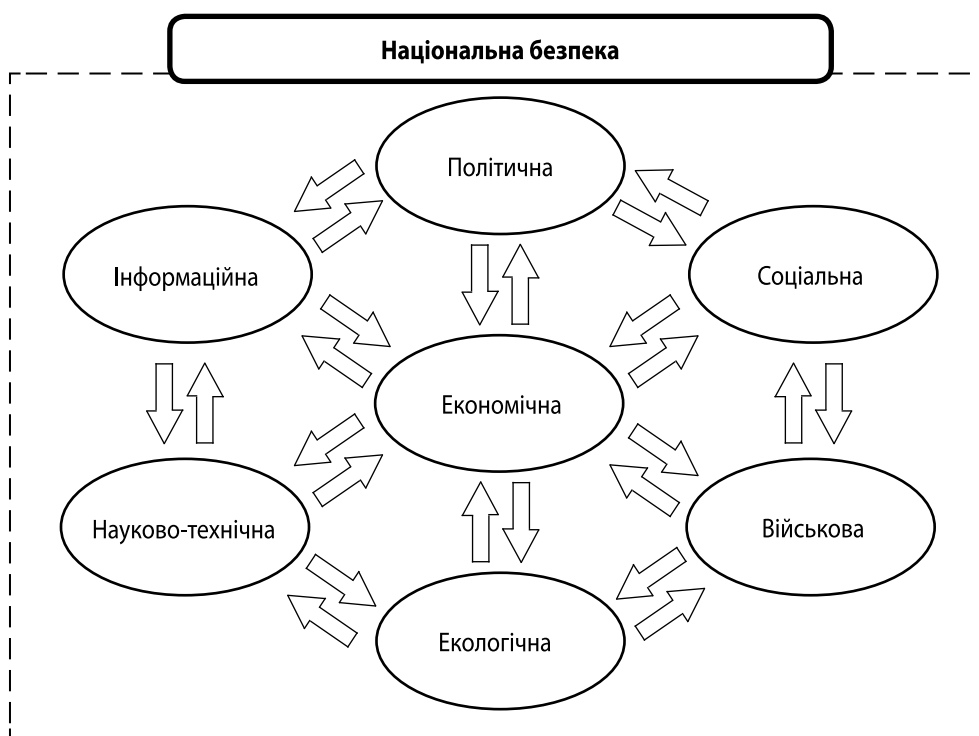 Національна безпека
Політична
Інформаційна
Соціальна
Економічна
Науково-технічна
Військова
Екологічна